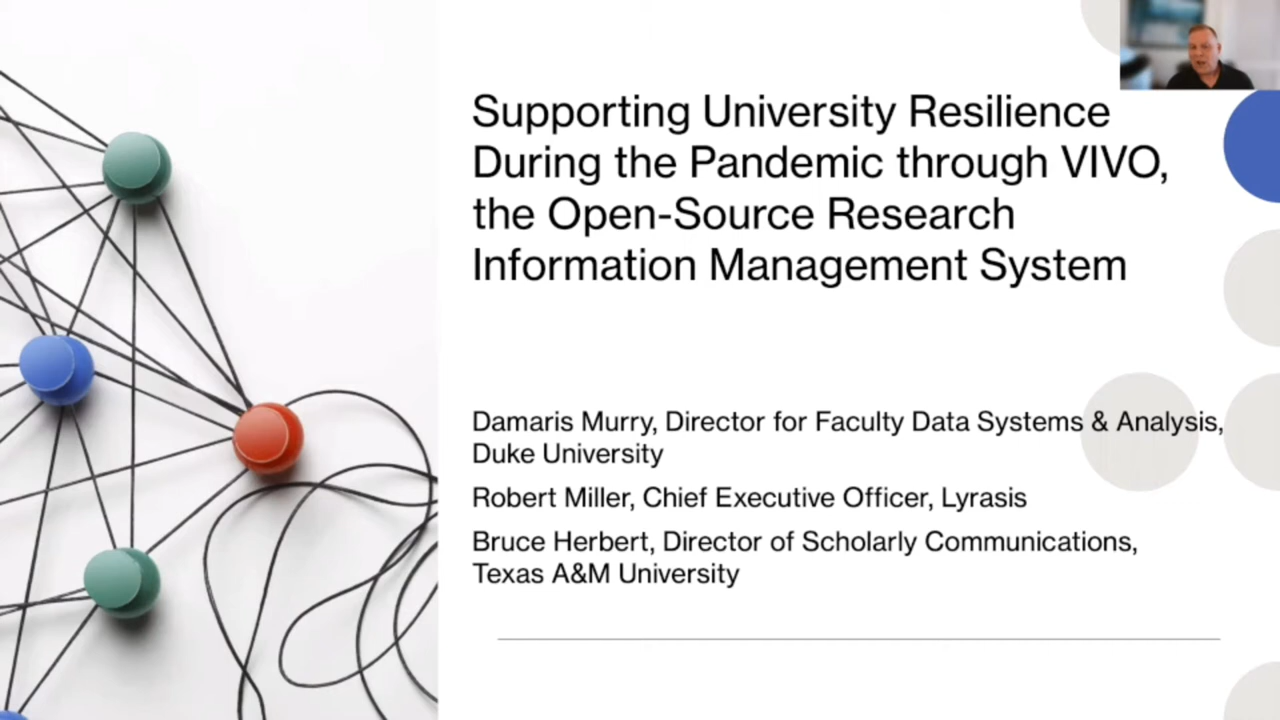 Supporting University Resilience
During the Pandemic through VIVO,
the Open-Source Research
Information Management System
Damaris Murry, Director for Faculty Data Systems & Analysis,
Duke University
Robert Miller, Chief Executive Officer, Lyrasis
Bruce Herbert, Director of Scholarly Communications,
Texas A&M University